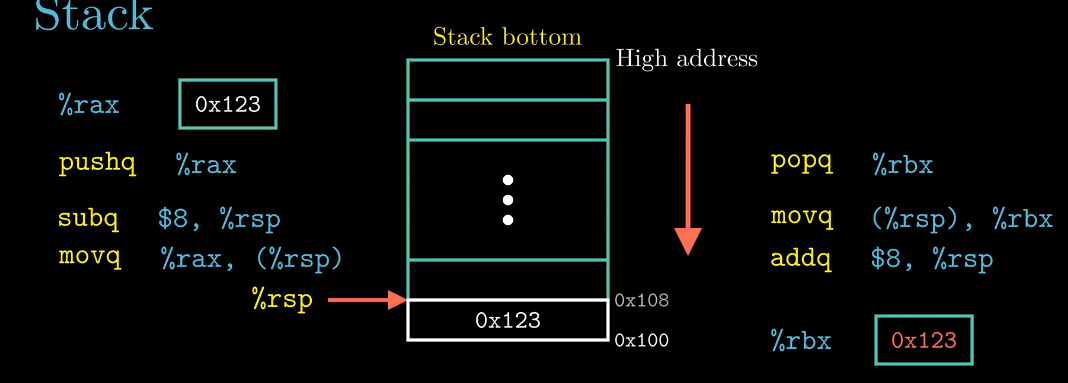 Stack
Stack bottom
High address
%rax 0x123
pushq %rax
subq $8, %rsp
movq %rax, (%rsp)
%rsp
0x108
0x123
0x100
popq %rbx
movq (%rsp), %rbx
addq $8, %rsp
%rbx 0x123